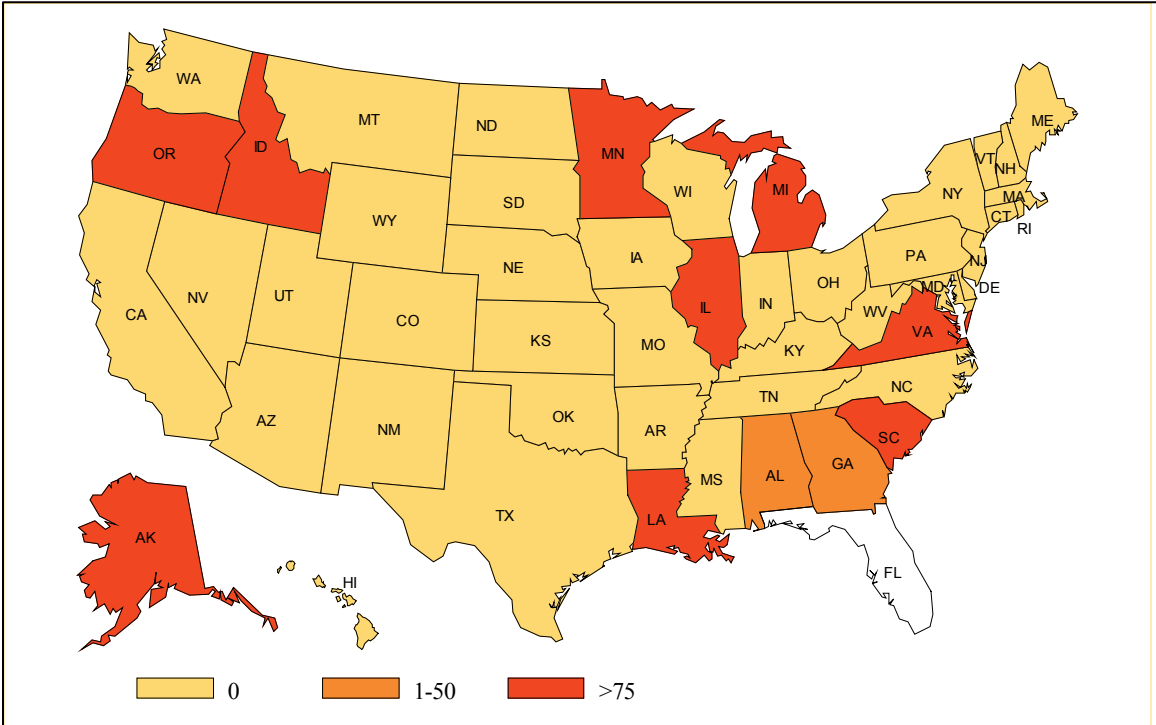 WA
MT
ND
MN
ME
OR
ID
VT
NH
WI
MI
NY
MA
SD
CT
RI
WY
IA
PA
NJ
NE
OH
MD
DE
NV
UT
IN
IL
WV
CA
CO
VA
KS
MO
KY
NC
TN
OK
AZ
NM
AR
SC
GA
AL
MS
TX
LA
AK
FL
HI
0
1-50
>75